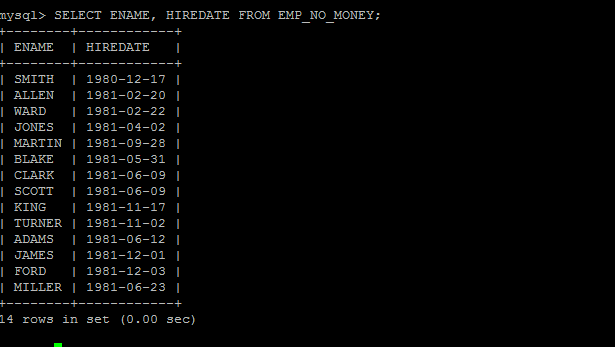 mysql> SELECT ENAME, HIREDATE FROM EMP_NO_MONEY;
+--------+------------+
| ENAME  | HIREDATE   |
+--------+------------+
| SMITH  | 1980-12-17 |
| ALLEN  | 1981-02-20 |
| WARD   | 1981-02-22 |
| JONES  | 1981-04-02 |
| MARTIN | 1981-09-28 |
| BLAKE  | 1981-05-31 |
| CLARK  | 1981-06-09 |
| SCOTT  | 1981-06-09 |
| KING   | 1981-11-17 |
| TURNER | 1981-11-02 |
| ADAMS  | 1981-06-12 |
| JAMES  | 1981-12-01 |
| FORD   | 1981-12-03 |
| MILLER | 1981-06-23 |
+--------+------------+
14 rows in set (0.00 sec)